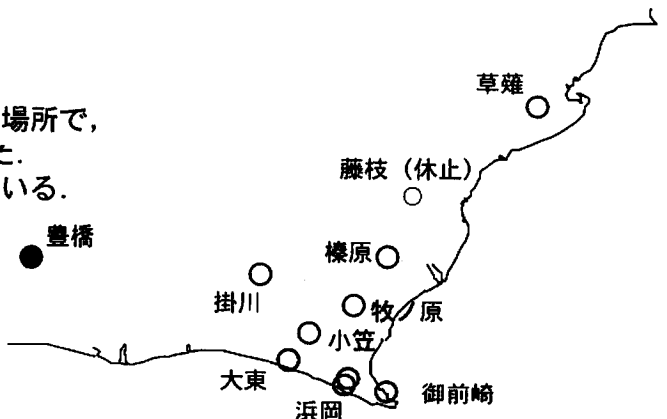 草薙
場所で，
た．
いる．
藤枝（休止）
豊橋
榛原
掛川
牧ノ原
小笠
大東
御前崎
浜岡